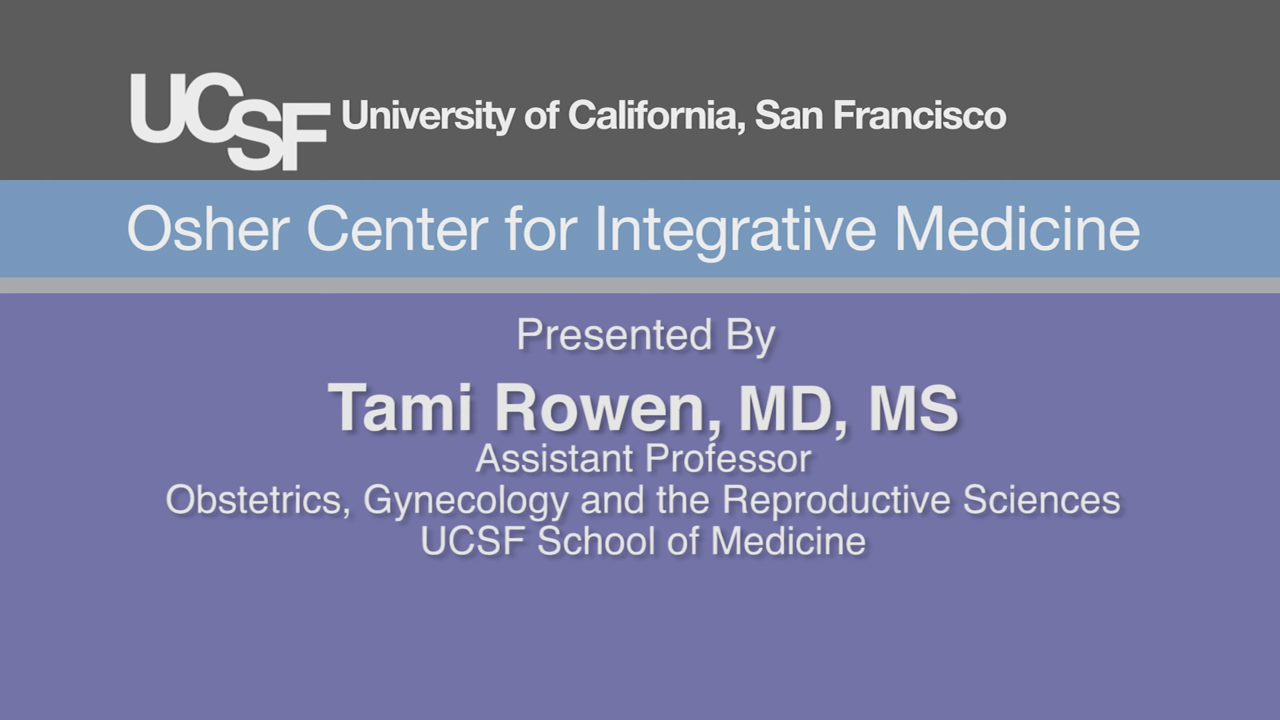 UCSF University of California, San Francisco
Osher Center for Integrative Medicine
Presented By
Tami Rowen, MD, MS
Assistant Professor
Obstetrics, Gynecology and the Reproductive Sciences
UCSF School of Medicine